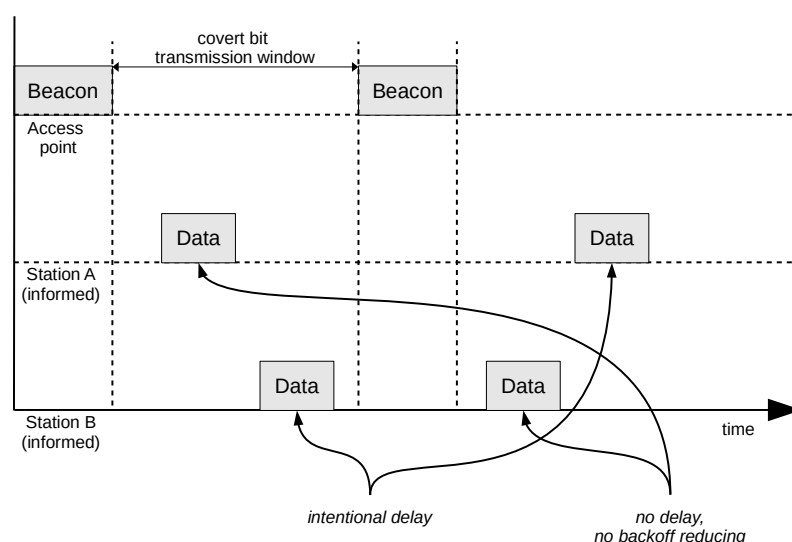 covert bit
transmission window
Beacon
Beacon
Access
point
Data
Data
Station A
(informed)
Data
Data
Station B
(informed)
time
intentional delay
no delay,
no backoff reducing